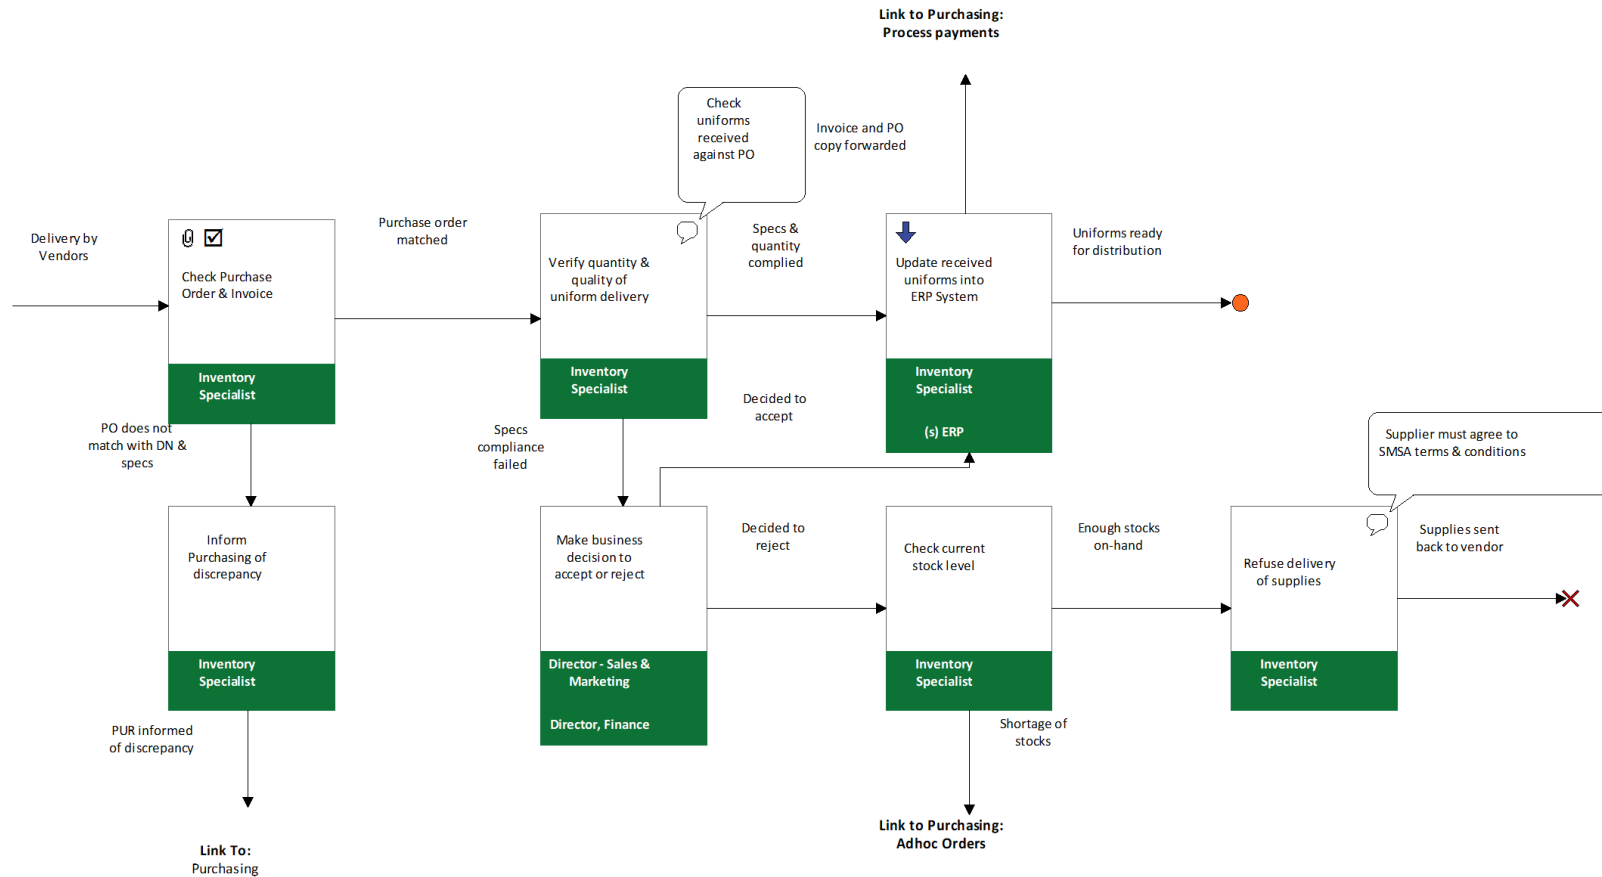 Link to Purchasing:
Process payments
Check
uniforms
received
against PO
Invoice and PO
copy forwarded
Delivery by
Vendors
Check Purchase
Order & Invoice
Inventory
Specialist
Purchase order
matched
Verify quantity &
quality of
uniform delivery
Inventory
Specialist
Specs &
quantity
complied
Update received
uniforms into
ERP System
Inventory
Specialist
(s) ERP
Uniforms ready
for distribution
PO does not
match with DN &
specs
Specs
compliance
failed
Decided to
accept
Supplier must agree to
SMSA terms & conditions
Inform
Purchasing of
discrepancy
Inventory
Specialist
Make business
decision to
accept or reject
Director - Sales &
Marketing
Director, Finance
Decided to
reject
Check current
stock level
Inventory
Specialist
Enough stocks
on-hand
Refuse delivery
of supplies
Inventory
Specialist
Supplies sent
back to vendor
PUR informed
of discrepancy
Shortage of
stocks
Link To:
Purchasing
Link to Purchasing:
Adhoc Orders